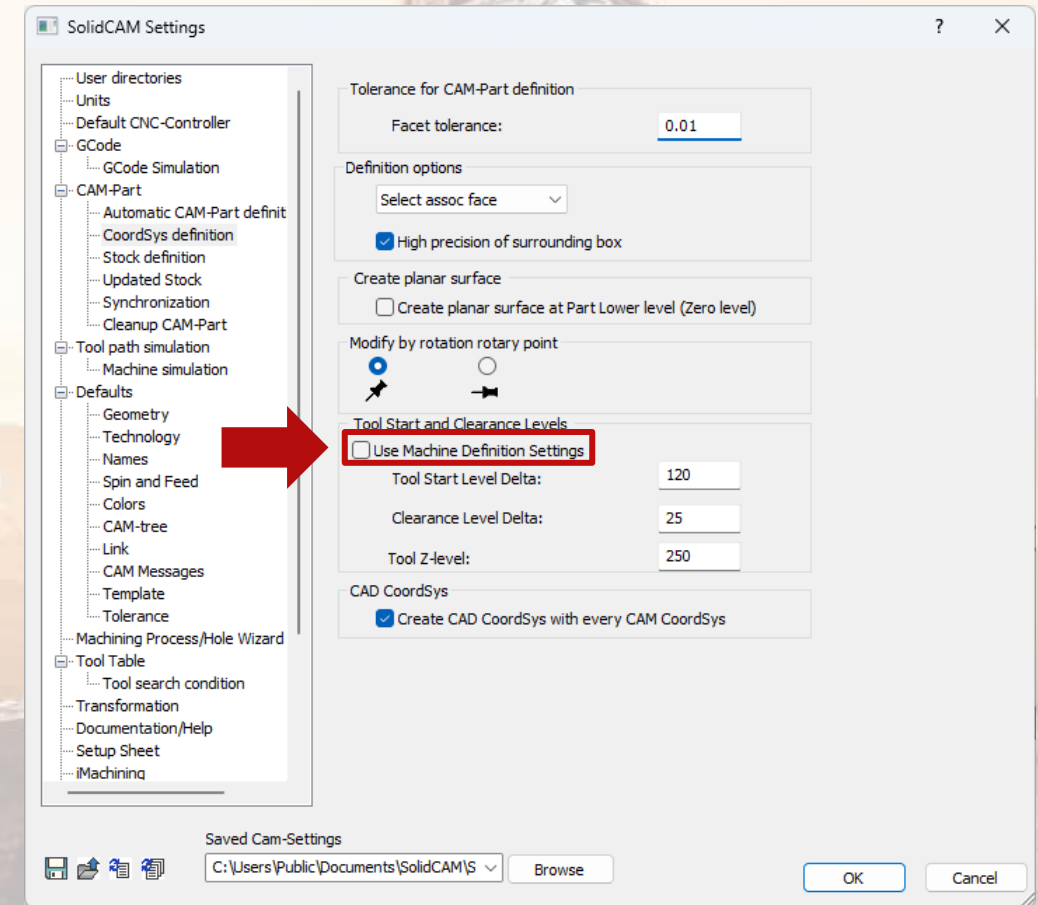 SolidCAM Settings
?
User directories
Units
Default CNC-Controller
GCode
GCode Simulation
CAM-Part
Automatic CAM-Part definit
CoordSys definition
Stock definition
Updated Stock
Synchronization
Cleanup CAM-Part
Tool path simulation
Machine simulation
Defaults
Geometry
Technology
Names
Spin and Feed
Colors
CAM-tree
Link
CAM Messages
Template
Tolerance
Machining Process/Hole Wizard
Tool Table
Tool search condition
Transformation
Documentation/Help
Setup Sheet
iMachining
Tolerance for CAM-Part definition
Facet tolerance: 0.01
Definition options
Select assoc face
High precision of surrounding box
Create planar surface
Create planar surface at Part Lower level (Zero level)
Modify by rotation rotary point
Tool Start and Clearance Levels
Use Machine Definition Settings
Tool Start Level Delta: 120
Clearance Level Delta: 25
Tool Z-level: 250
CAD CoordSys
Create CAD CoordSys with every CAM CoordSys
Saved Cam-Settings
C:\Users\Public\Documents\SolidCAM\S
Browse
OK
Cancel